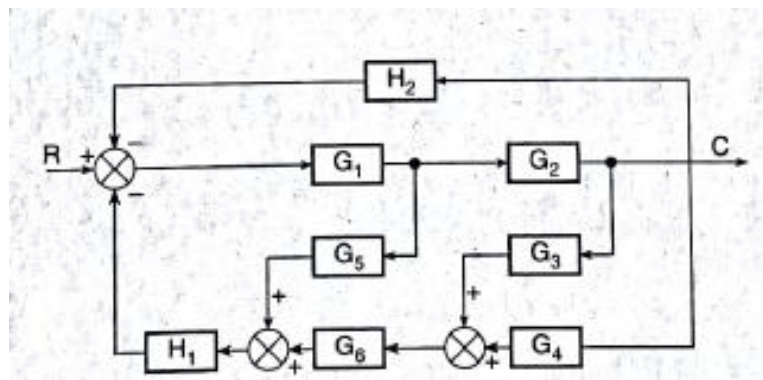 H₂
R + − C
G₁ G₂
−
G₅ G₃
+ +
H₁ + G₆ + G₄